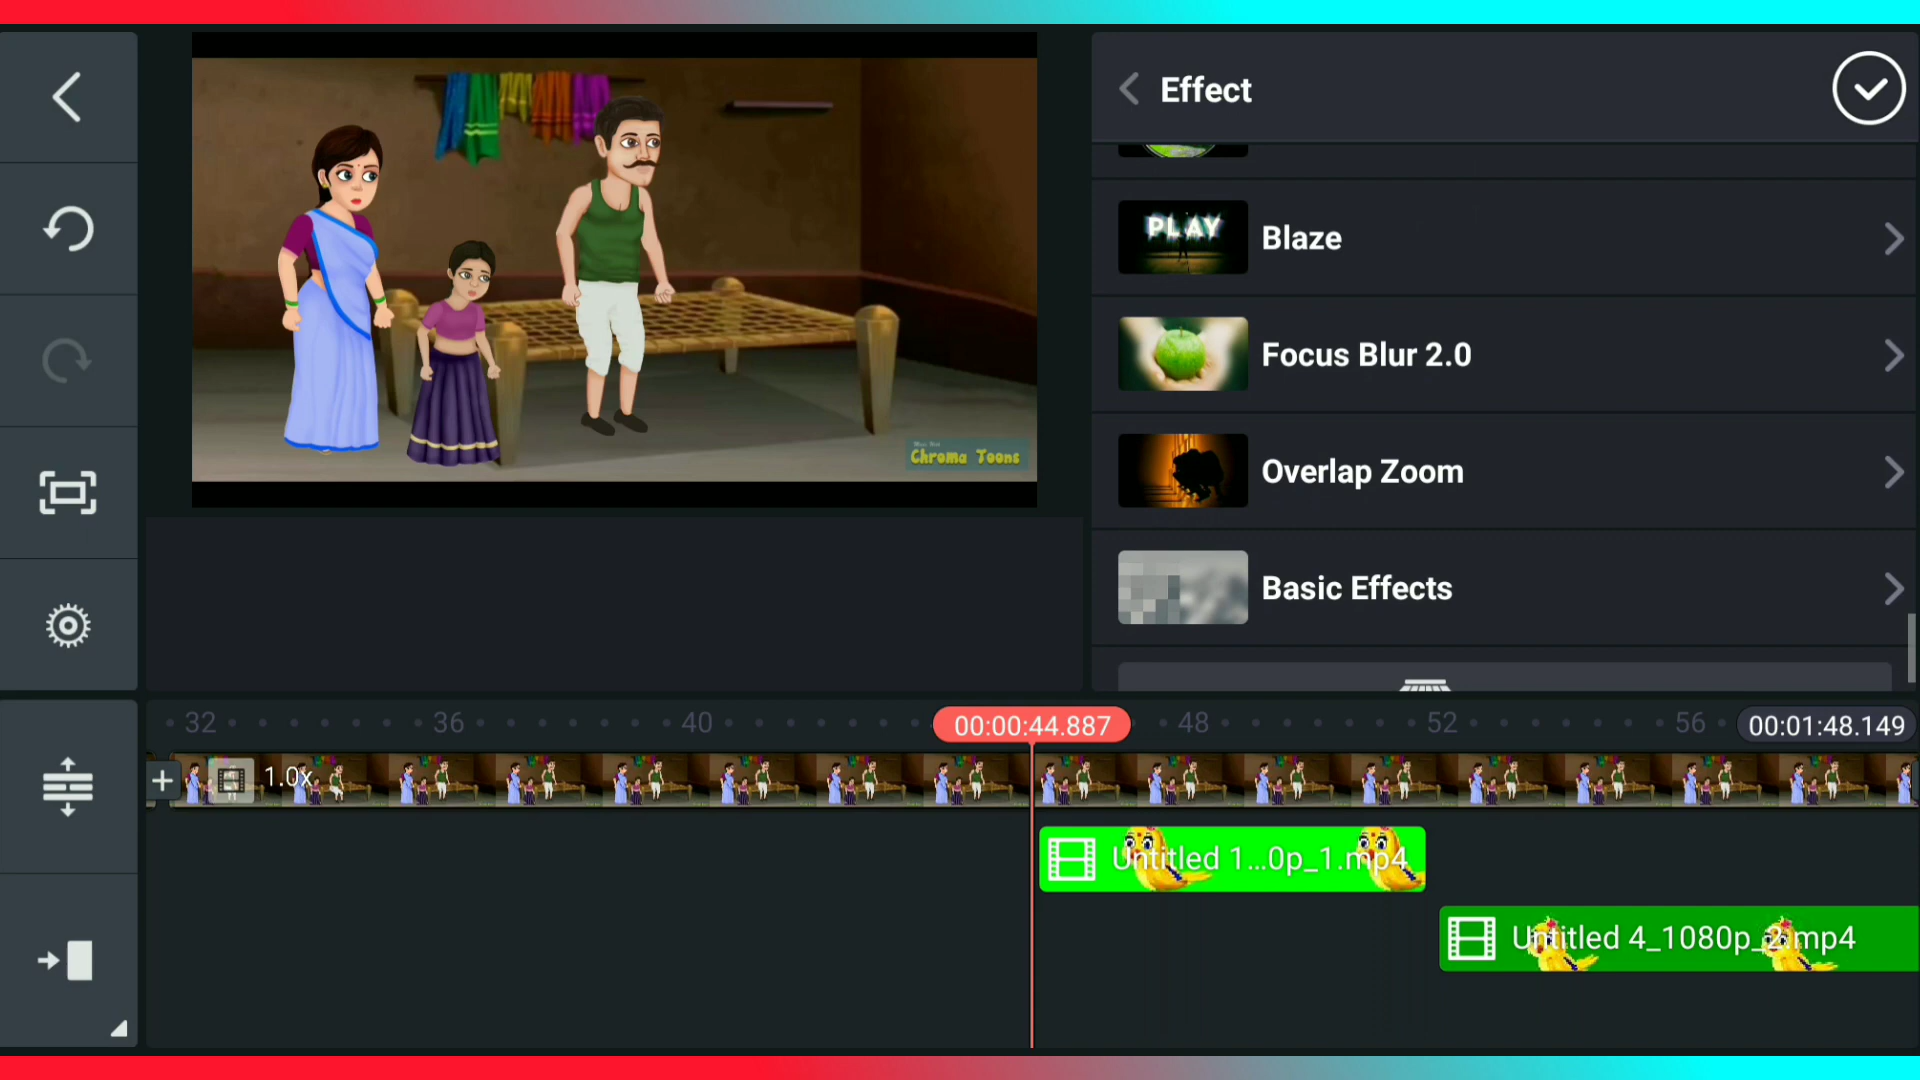 Effect
PLAY
Blaze
Focus Blur 2.0
Overlap Zoom
Basic Effects
Chroma Toons
32
36
40
00:00:44.887
48
52
56
00:01:48.149
1.0x
Untitled 1...0p_1.mp4
Untitled 4_1080p_2.mp4